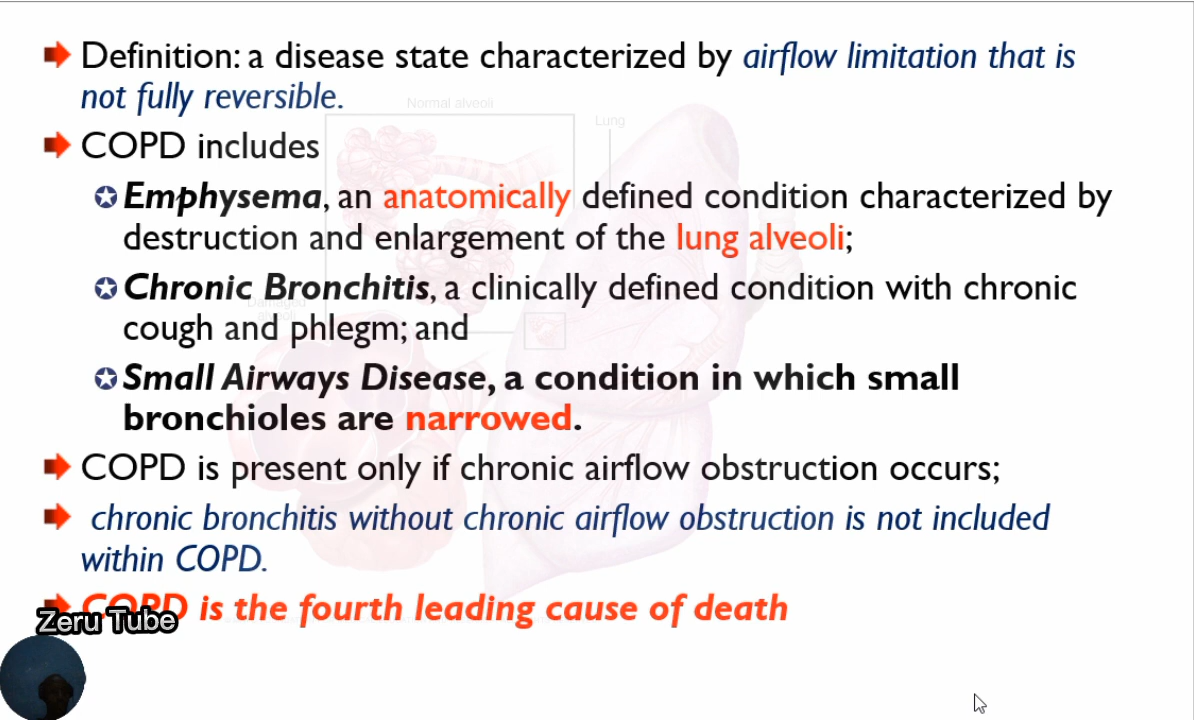 Definition: a disease state characterized by airflow limitation that is
not fully reversible.
Normal alveoli
Lung
COPD includes
Emphysema, an anatomically defined condition characterized by
destruction and enlargement of the lung alveoli;
Chronic Bronchitis, a clinically defined condition with chronic
Damaged
alveoli
cough and phlegm; and
Small Airways Disease, a condition in which small
bronchioles are narrowed.
COPD is present only if chronic airflow obstruction occurs;
chronic bronchitis without chronic airflow obstruction is not included
within COPD.
COPD is the fourth leading cause of death
Zeru Tube